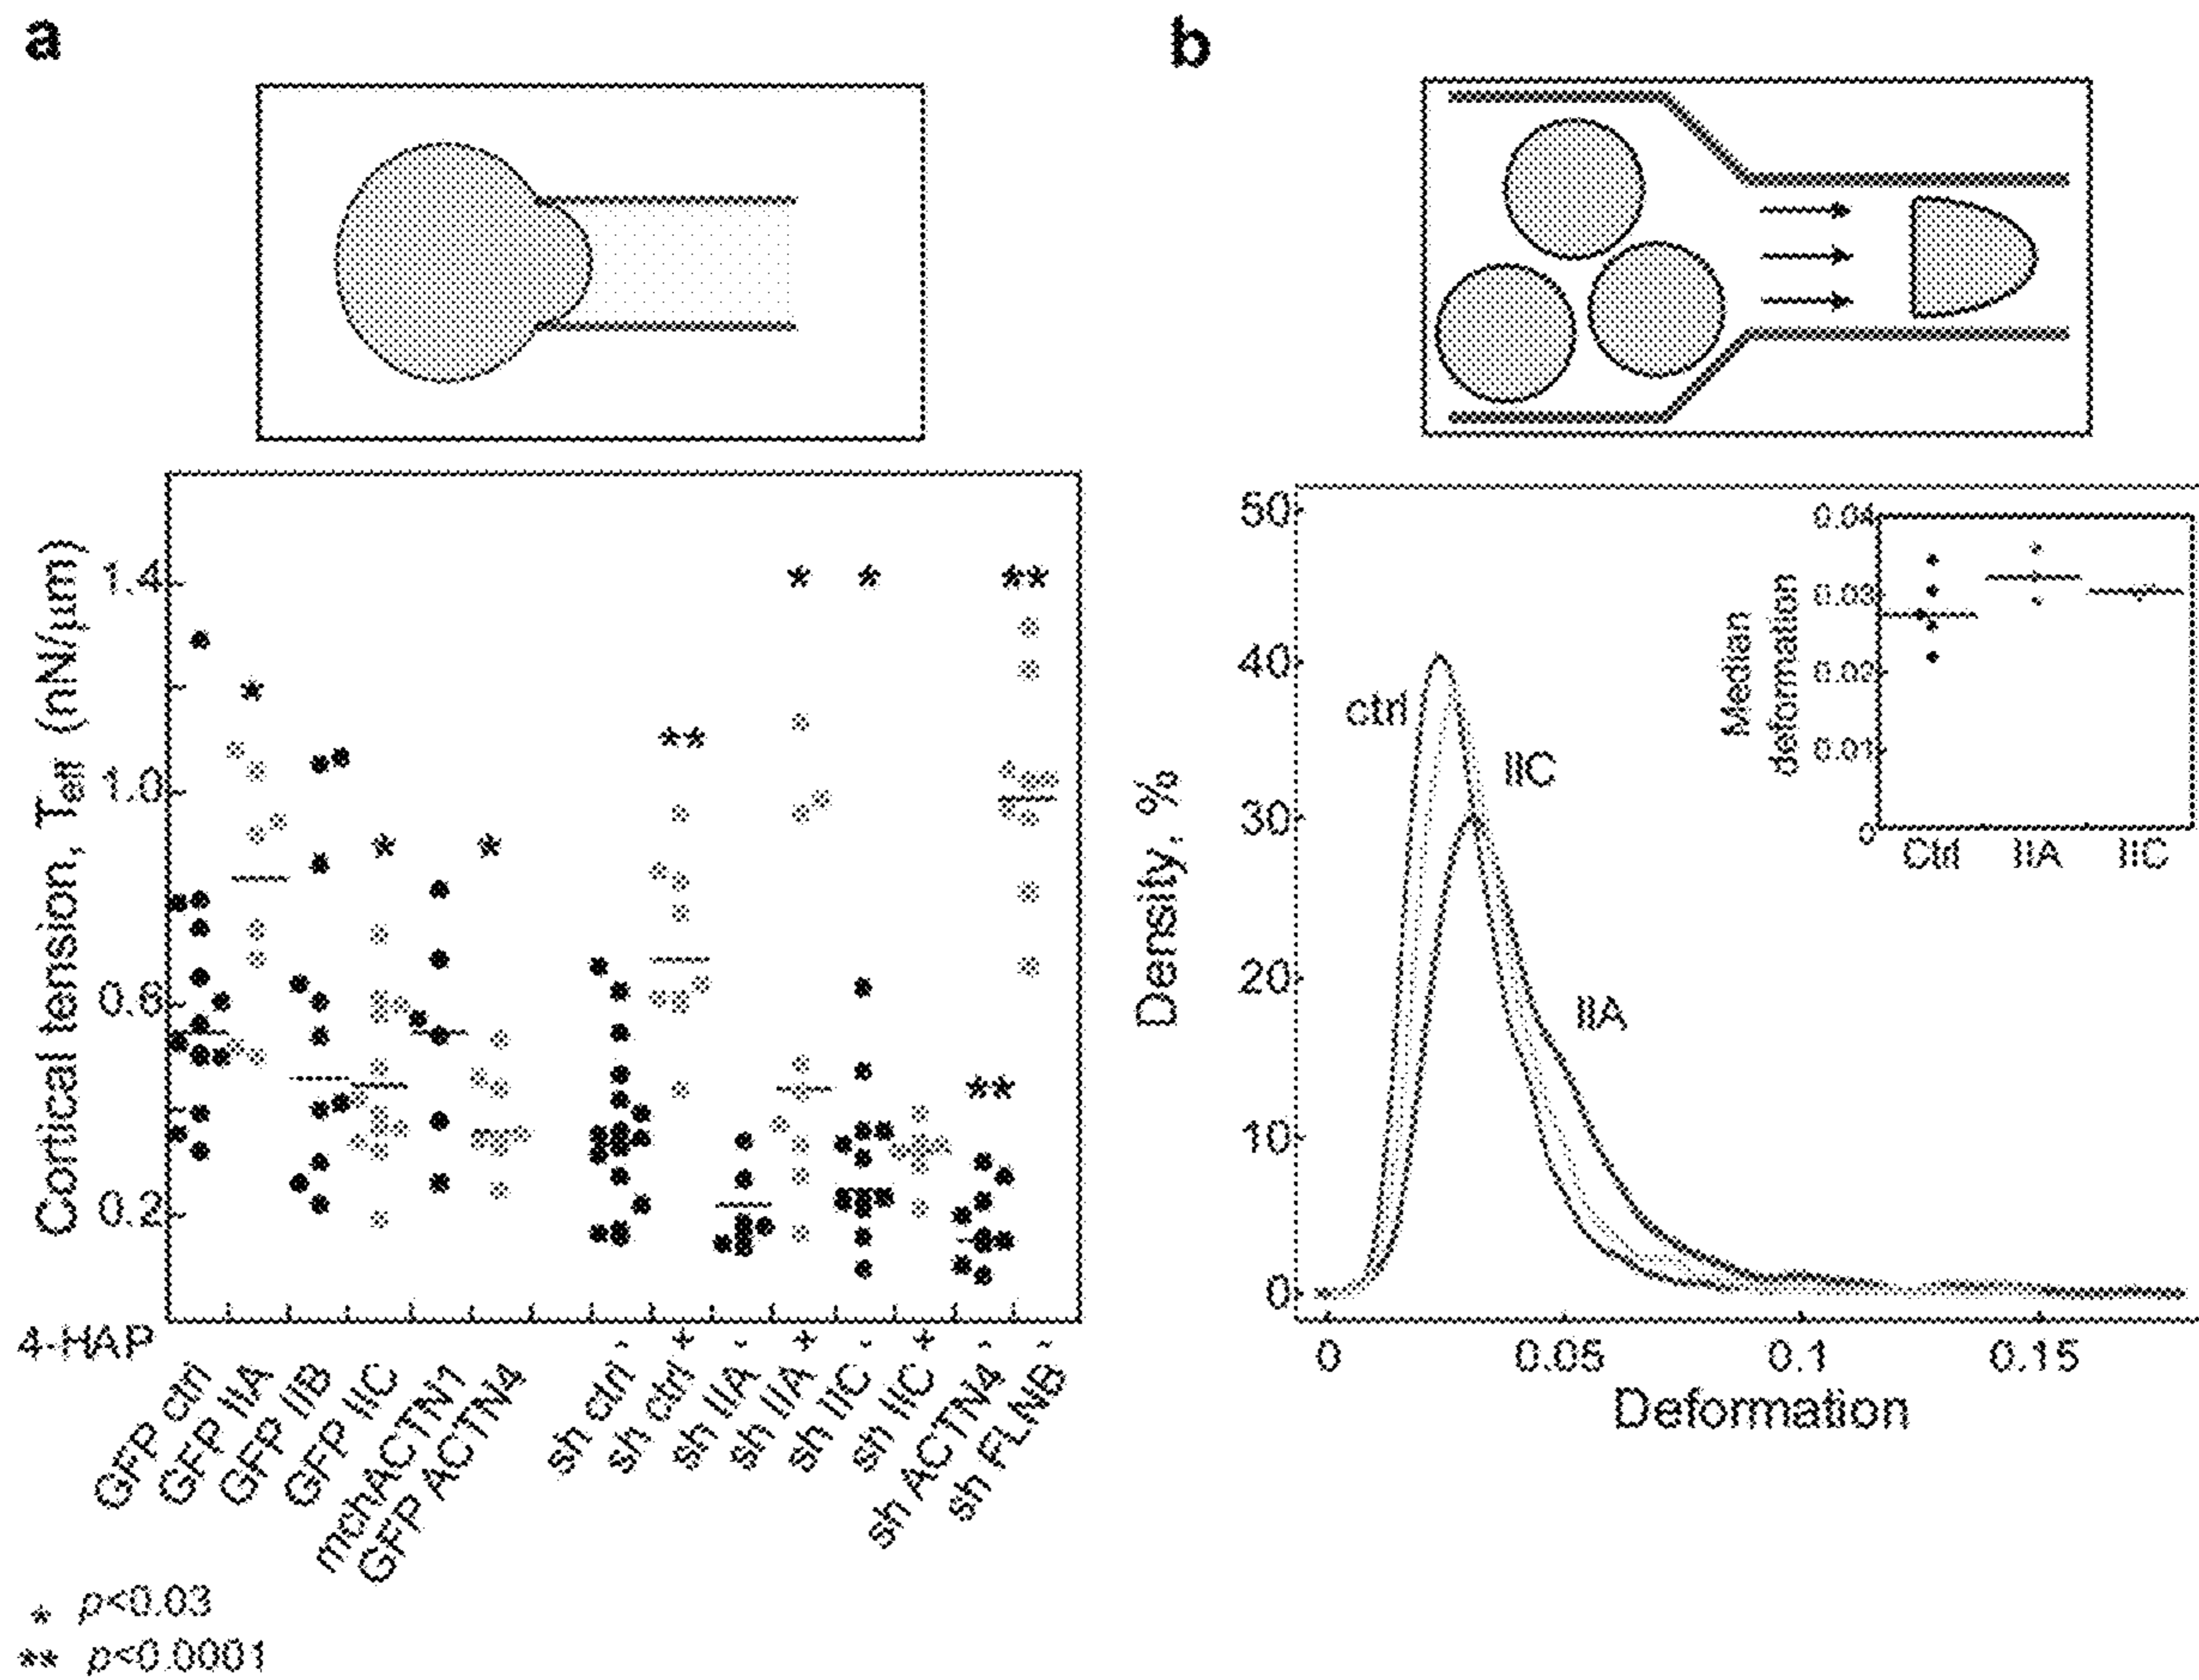 a
b
** **
* * **
* * *
**
Cortical tension, Teff (nN/μm)
1.4
1.0
0.6
0.2
4-HAP - + - + - + - -
GFP ctrl
GFP IIA
GFP IIB
GFP IIC
mchACTN1
GFP ACTN4
sh ctrl
sh ctrl
sh IIA
sh IIA
sh IIC
sh IIC
sh ACTN4
sh FLNB
* p<0.03
** p<0.0001
Density, %
50
40
30
20
10
0
ctrl
IIC
IIA
0 0.05 0.1 0.15
Deformation
Median
deformation
0.04
0.03
0.02
0.01
0
Ctrl IIA IIC